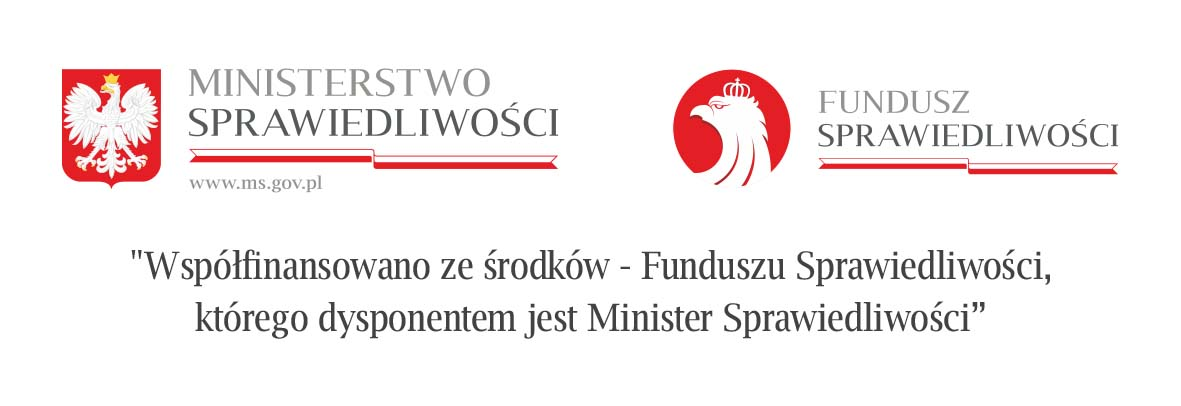 MINISTERSTWO
SPRAWIEDLIWOŚCI
www.ms.gov.pl
FUNDUSZ
SPRAWIEDLIWOŚCI
"Współfinansowano ze środków - Funduszu Sprawiedliwości,
którego dysponentem jest Minister Sprawiedliwości”